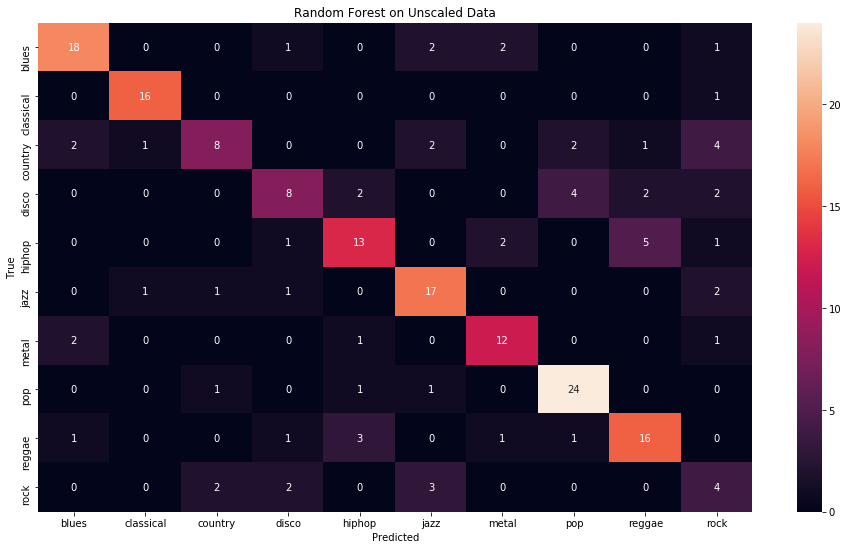 Random Forest on Unscaled Data
blues 18 0 0 1 0 2 2 0 0 1
classical 0 16 0 0 0 0 0 0 0 1
country 2 1 8 0 0 2 0 2 1 4
disco 0 0 0 8 2 0 0 4 2 2
hiphop 0 0 0 1 13 0 2 0 5 1
jazz 0 1 1 1 0 17 0 0 0 2
metal 2 0 0 0 1 0 12 0 0 1
pop 0 0 1 0 1 1 0 24 0 0
reggae 1 0 0 1 3 0 1 1 16 0
rock 0 0 2 2 0 3 0 0 0 4
True
blues classical country disco hiphop jazz metal pop reggae rock
Predicted
20
15
10
5
0